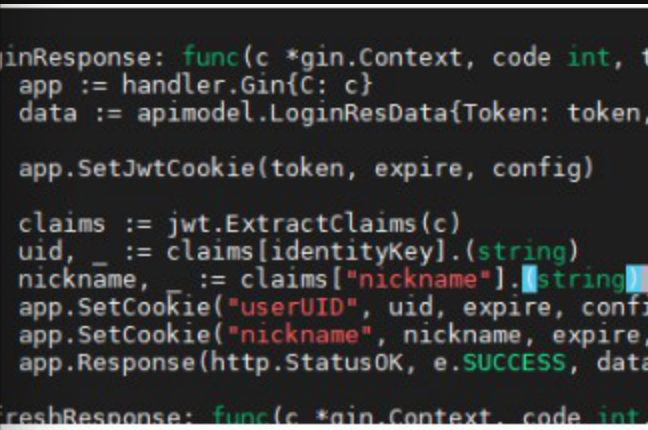 ginResponse: func(c *gin.Context, code int, t
app := handler.Gin{C: c}
data := apimodel.LoginResData{Token: token,
app.SetJwtCookie(token, expire, config)
claims := jwt.ExtractClaims(c)
uid, _ := claims[identityKey].(string)
nickname, _ := claims["nickname"].(string)
app.SetCookie("userUID", uid, expire, confi
app.SetCookie("nickname", nickname, expire,
app.Response(http.StatusOK, e.SUCCESS, data
freshResponse: func(c *gin.Context, code int,